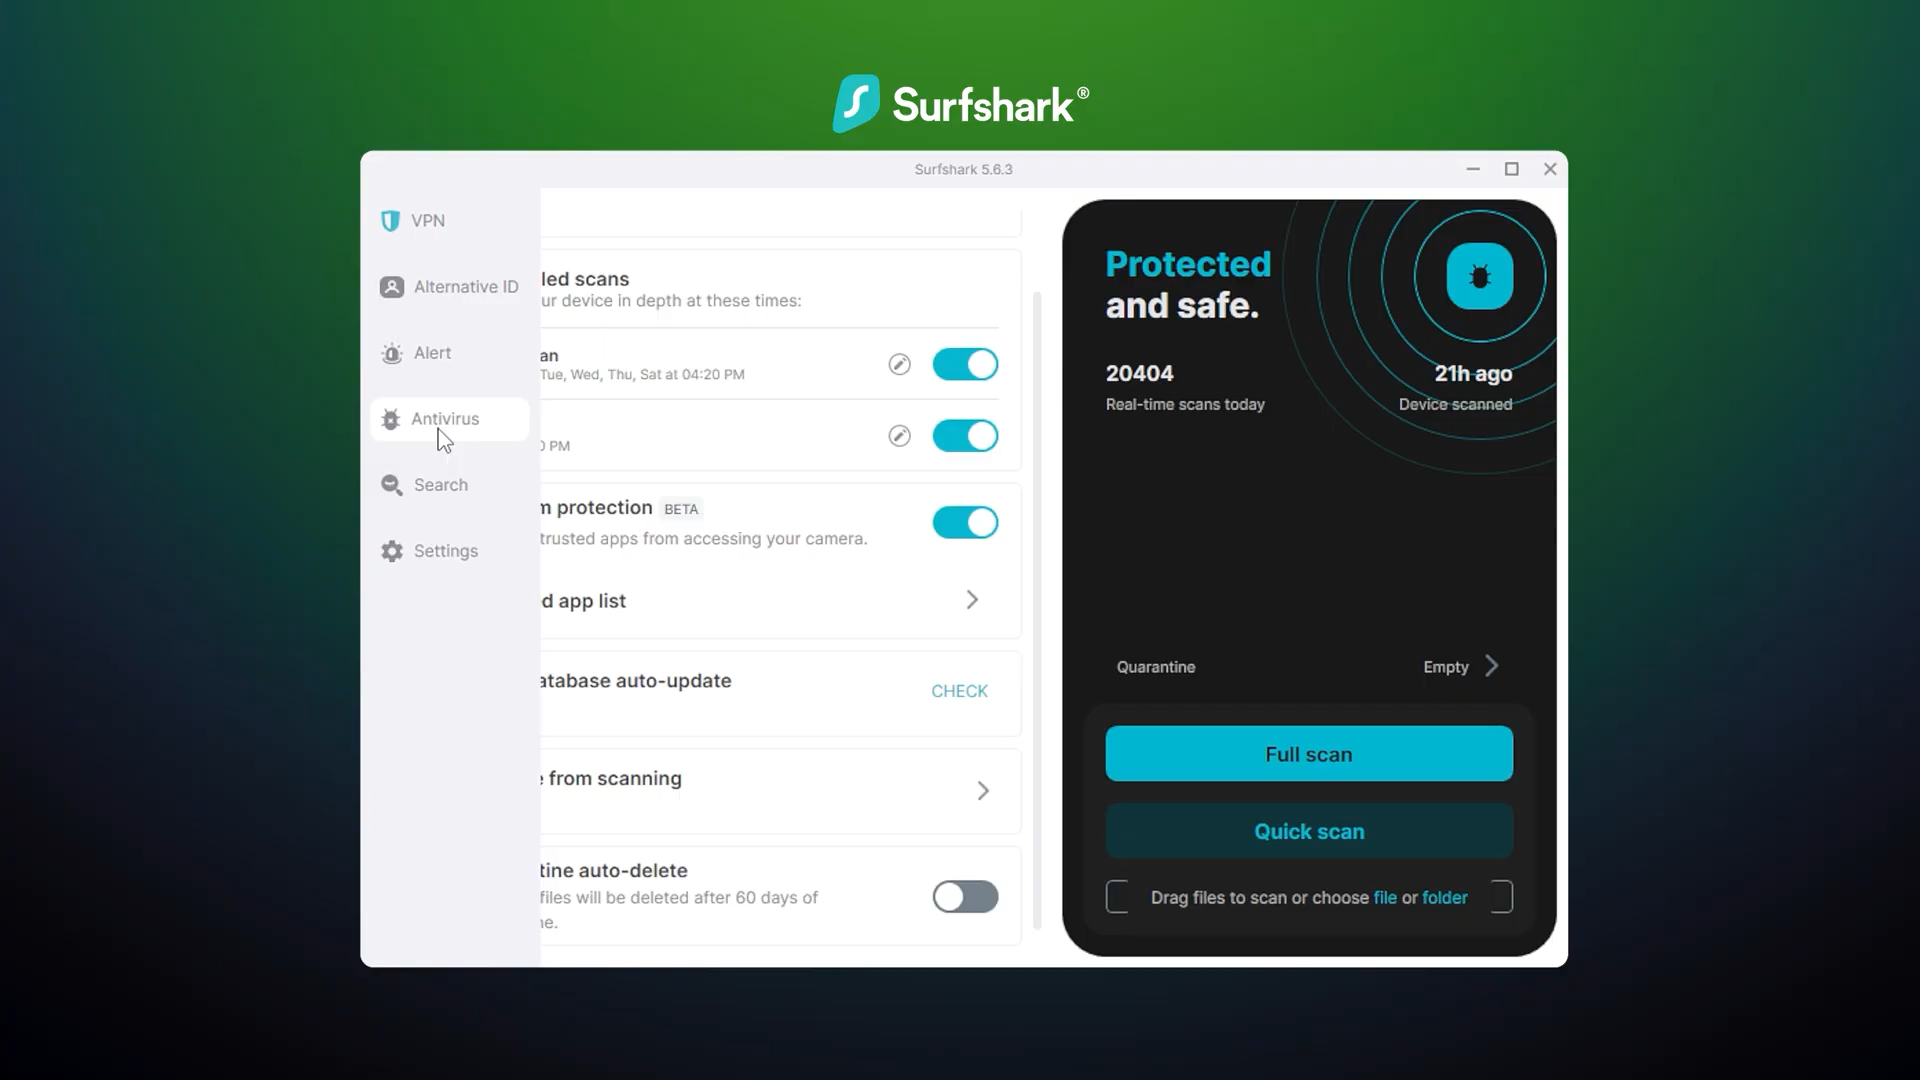 Surfshark®
Surfshark 5.6.3
VPN
Alternative ID
Alert
Antivirus
Search
Settings
led scans
ur device in depth at these times:
an
Tue, Wed, Thu, Sat at 04:20 PM
0 PM
m protection BETA
trusted apps from accessing your camera.
d app list
atabase auto-update
CHECK
e from scanning
tine auto-delete
files will be deleted after 60 days of
ne.
Protected
and safe.
20404
Real-time scans today
21h ago
Device scanned
Quarantine
Empty
Full scan
Quick scan
Drag files to scan or choose file or folder